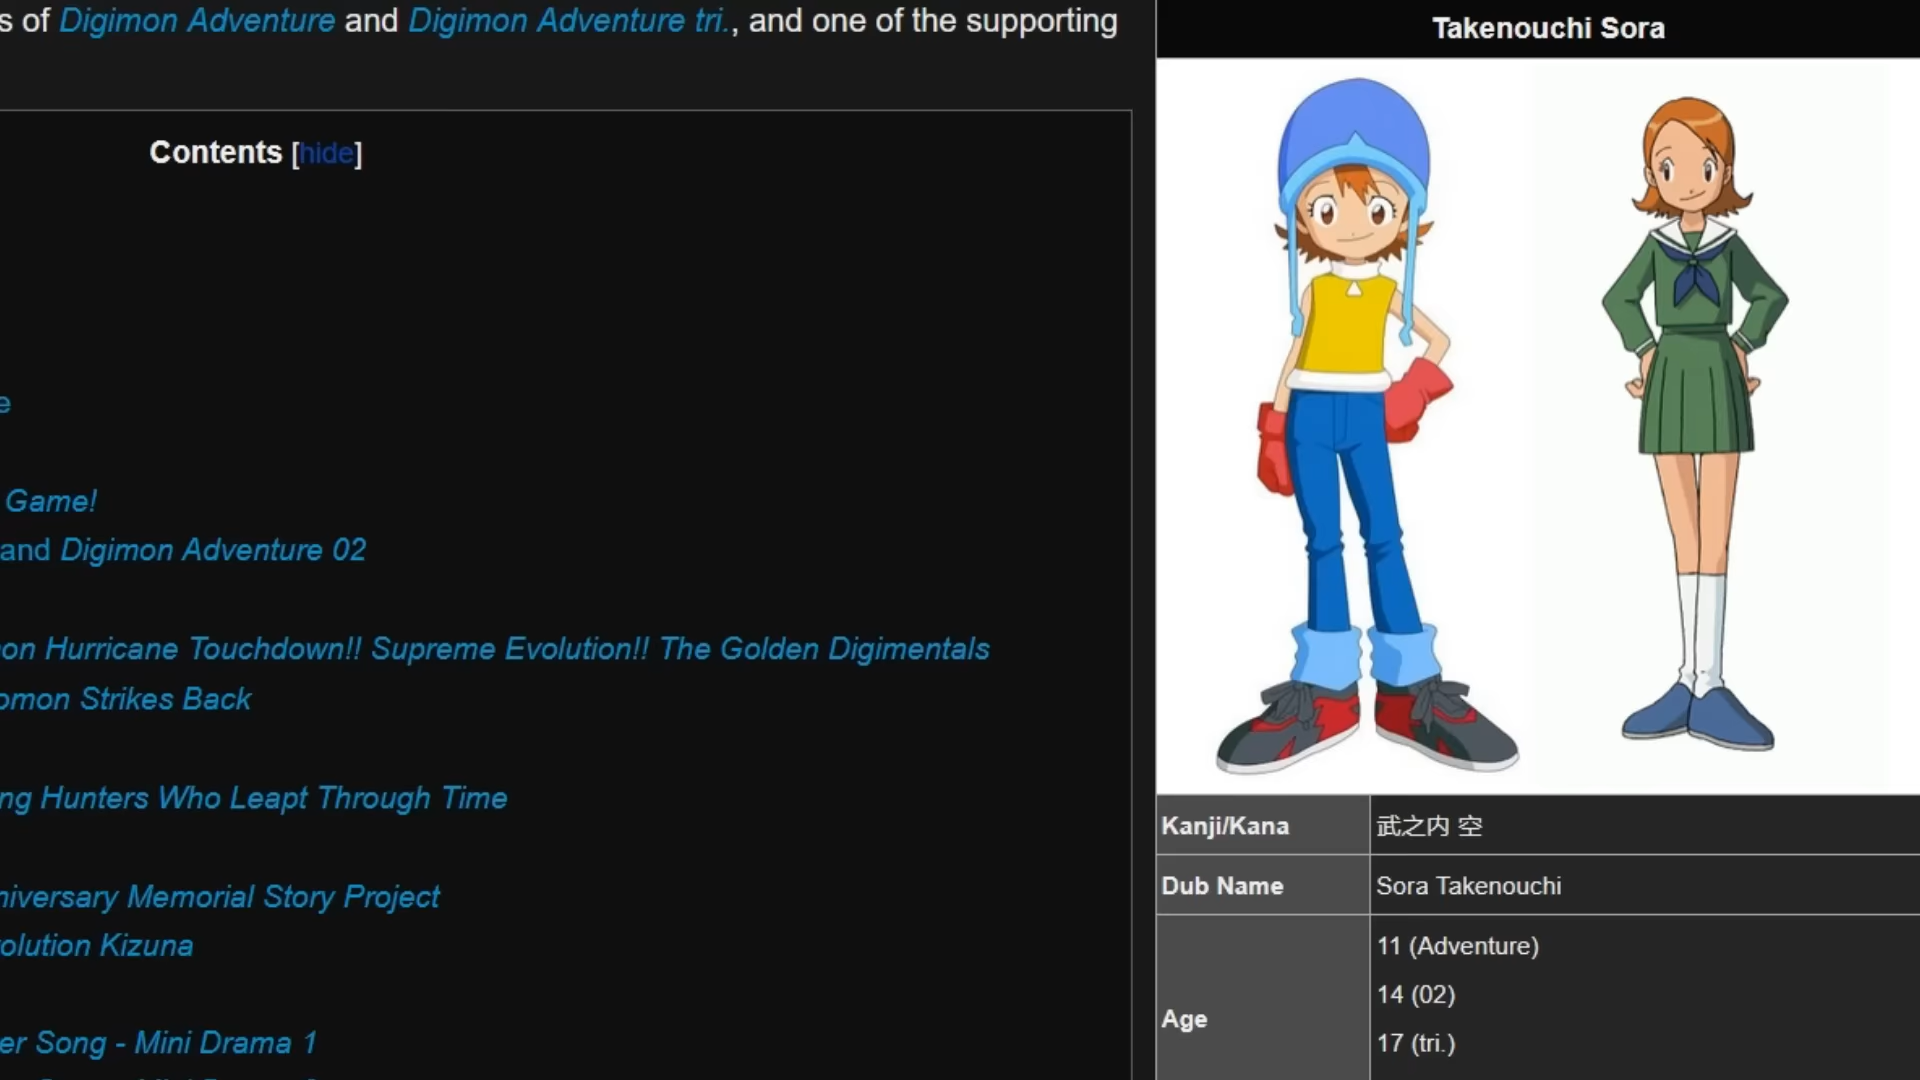 s of Digimon Adventure and Digimon Adventure tri., and one of the supporting
Contents [hide]
e
Game!
and Digimon Adventure 02
on Hurricane Touchdown!! Supreme Evolution!! The Golden Digimentals
omon Strikes Back
ng Hunters Who Leapt Through Time
niversary Memorial Story Project
olution Kizuna
er Song - Mini Drama 1
Takenouchi Sora
Kanji/Kana 武之内 空
Dub Name Sora Takenouchi
Age
11 (Adventure)
14 (02)
17 (tri.)